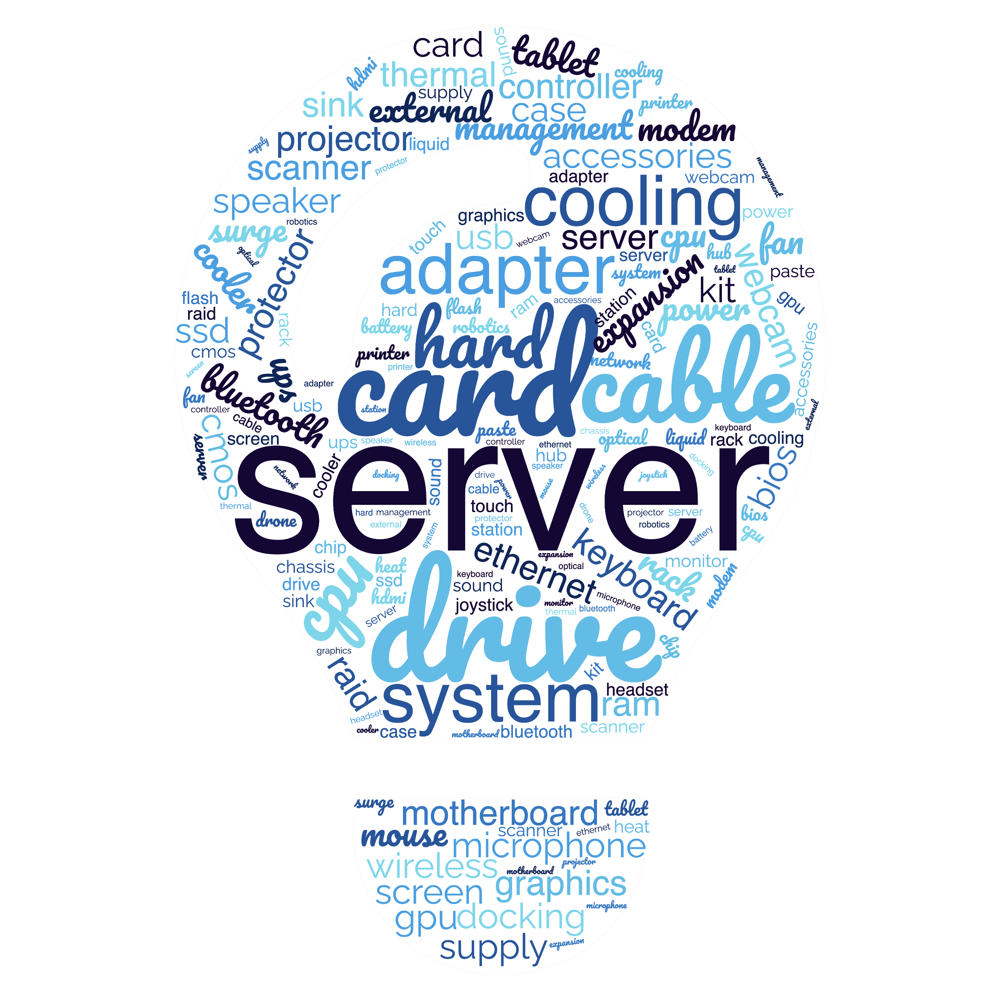 card
sound
tablet
hdmi
thermal
cooling
controller
supply
sink
external
case
printer
management
modem
projector
liquid
supply
accessories
scanner
protector
adapter
webcam
management
speaker
cooling
graphics
power
robotics
surge
touch
usb
webcam
server
cpu
fan
cooler
optical
protector
adapter
server
hub
webcam
system
expansion
tablet
paste
kit
flash
raid
hard
flash
ram
accessories
station
power
gpu
ssd
rack
battery
robotics
hard
card
accessories
cmos
printer
network
screen
ups
printer
bluetooth
adapter
card
cable
fan
usb
station
controller
cable
external
cmos
server
screen
ups
speaker
wireless
paste
controller
chassis
ethernet
optical
liquid
keyboard
rack
cooling
server
hub
speaker
docking
bios
network
cooler
docking
sound
drive
cable
power
mouse
wireless
joystick
thermal
touch
drone
hard
management
protector
drone
projector
server
bios
external
station
system
robotics
battery
cpu
chip
ethernet
expansion
keyboard
monitor
chassis
cpu
heat
optical
rack
modem
drive
ssd
keyboard
sound
sink
hdmi
joystick
monitor
microphone
thermal
bluetooth
server
drive
graphics
chip
raid
kit
system
headset
ram
headset
cooler
case
motherboard
bluetooth
scanner
surge
motherboard
tablet
mouse
scanner
ethernet
heat
microphone
wireless
projector
motherboard
graphics
screen
microphone
gpu
docking
supply
expansion